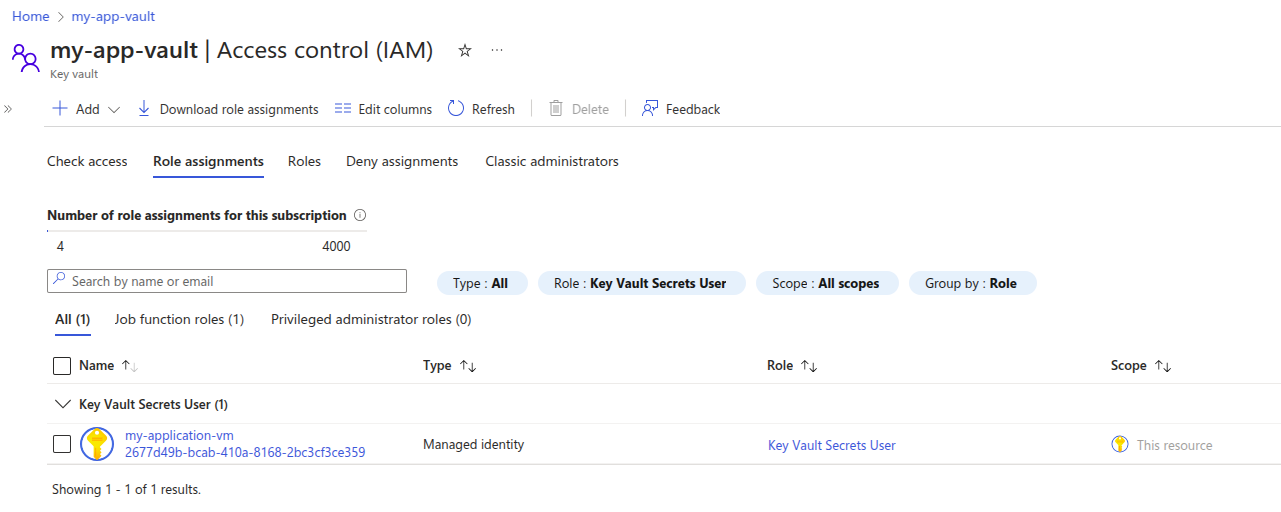 Home > my-app-vault
my-app-vault | Access control (IAM) ☆ ···
Key vault
»
Add Download role assignments Edit columns Refresh Delete Feedback
Check access Role assignments Roles Deny assignments Classic administrators
Number of role assignments for this subscription
4 4000
Search by name or email Type : All Role : Key Vault Secrets User Scope : All scopes Group by : Role
All (1) Job function roles (1) Privileged administrator roles (0)
Name ↑↓ Type ↑↓ Role ↑↓ Scope ↑↓
Key Vault Secrets User (1)
my-application-vm
2677d49b-bcab-410a-8168-2bc3cf3ce359 Managed identity Key Vault Secrets User This resource
Showing 1 - 1 of 1 results.